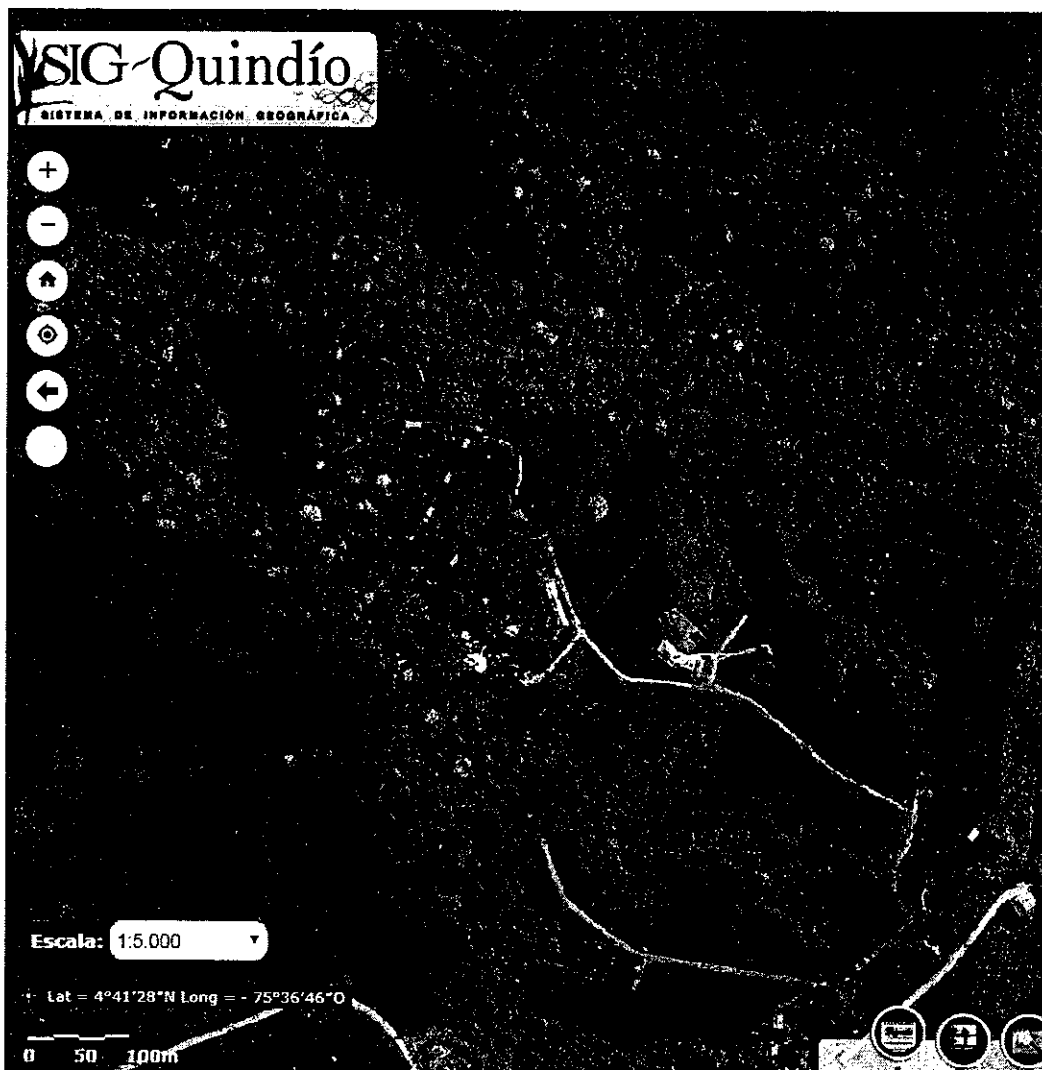 SIG-Quindío
SISTEMA DE INFORMACIÓN GEOGRÁFICA
+
−
Escala: 1:5.000
Lat = 4°41'28"N Long = - 75°36'46"O
0 50 100m